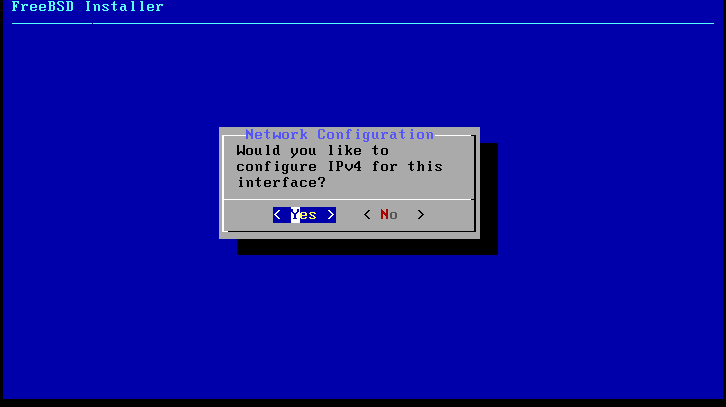 FreeBSD Installer
Network Configuration
Would you like to
configure IPv4 for this
interface?
< Yes > < No >